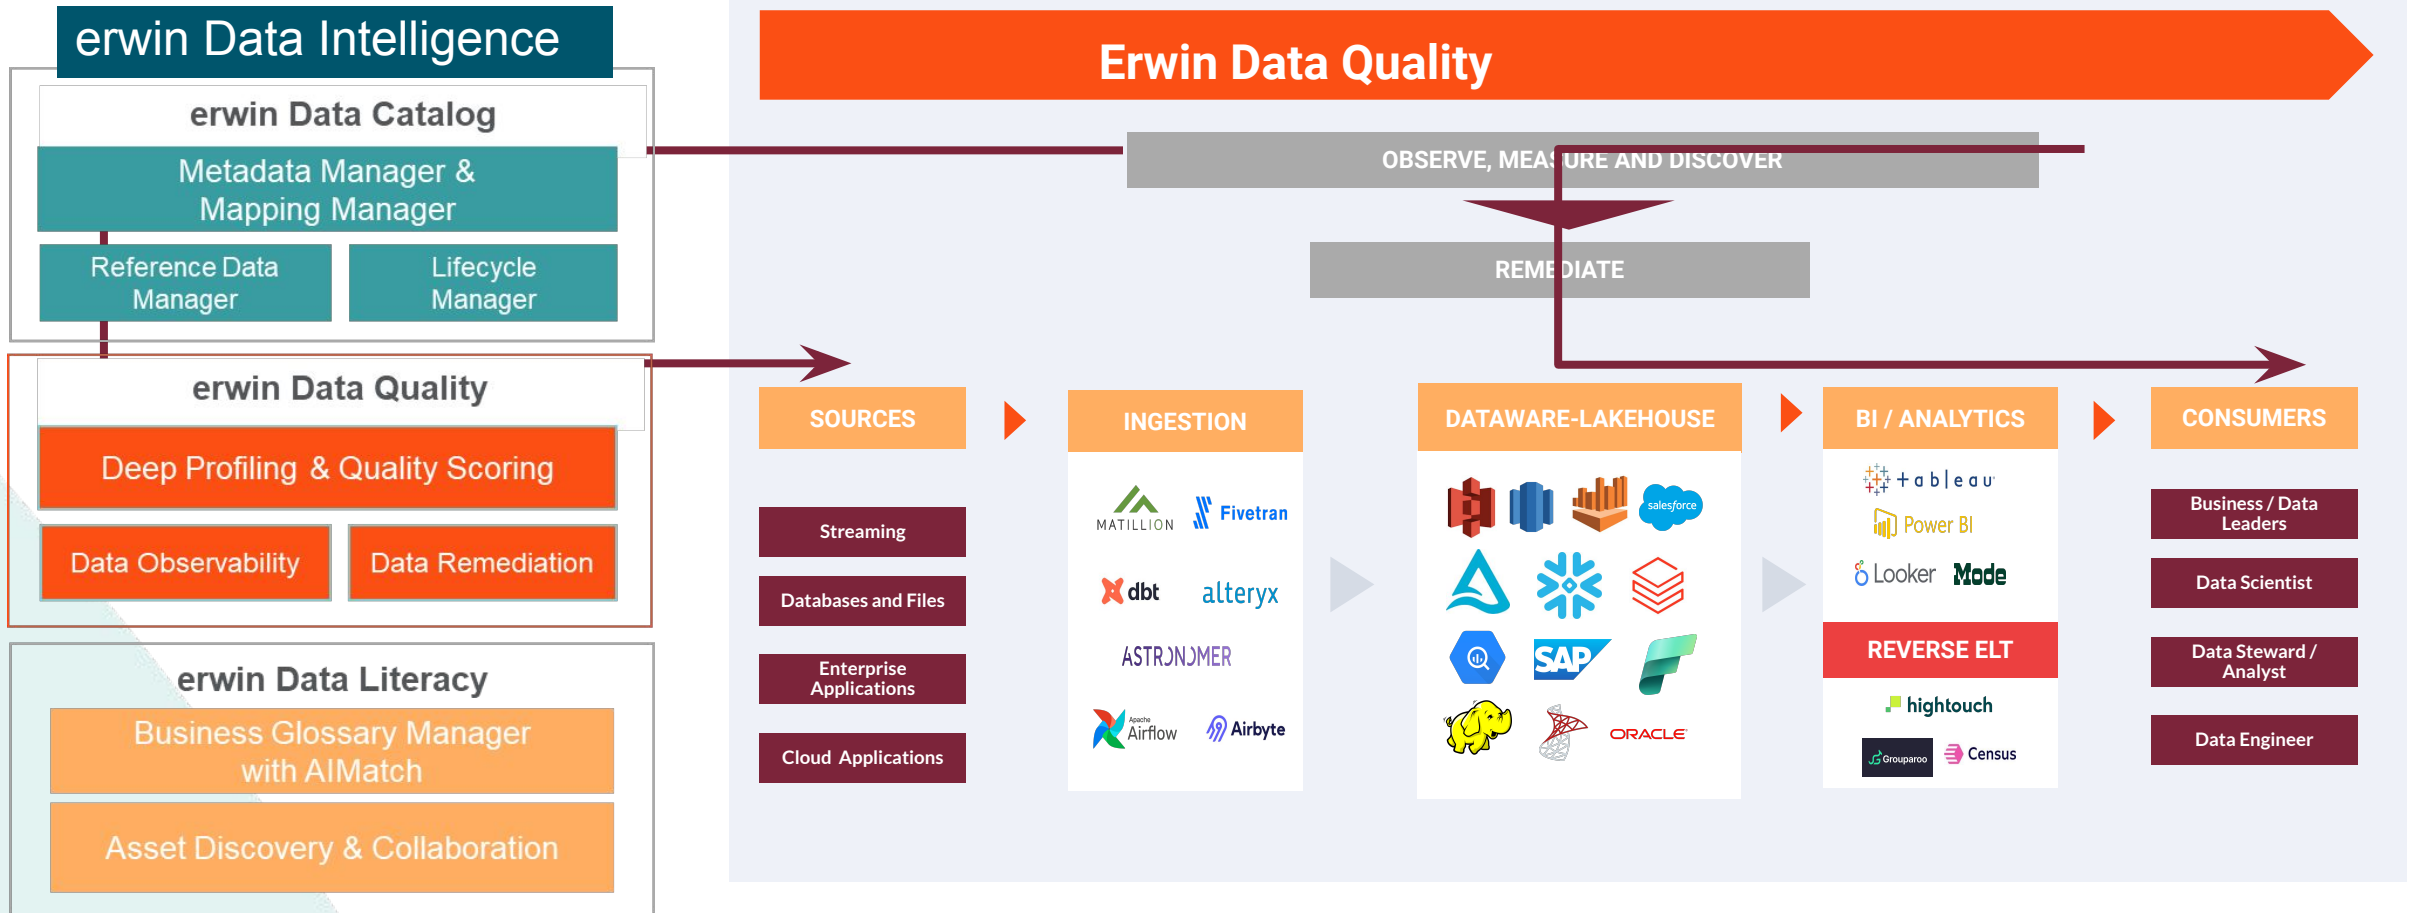 erwin Data Intelligence
erwin Data Catalog
Metadata Manager &
Mapping Manager
Reference Data
Manager
Lifecycle
Manager
erwin Data Quality
Deep Profiling & Quality Scoring
Data Observability
Data Remediation
erwin Data Literacy
Business Glossary Manager
with AIMatch
Asset Discovery & Collaboration
Erwin Data Quality
OBSERVE, MEASURE AND DISCOVER
REMEDIATE
SOURCES
Streaming
Databases and Files
Enterprise
Applications
Cloud Applications
INGESTION
MATILLION
Fivetran
dbt
alteryx
ASTRONOMER
Apache
Airflow
Airbyte
DATAWARE-LAKEHOUSE
salesforce
SAP
ORACLE
BI / ANALYTICS
+ a b | e a u
Power BI
Looker
Mode
REVERSE ELT
hightouch
Grouparoo
Census
CONSUMERS
Business / Data
Leaders
Data Scientist
Data Steward /
Analyst
Data Engineer